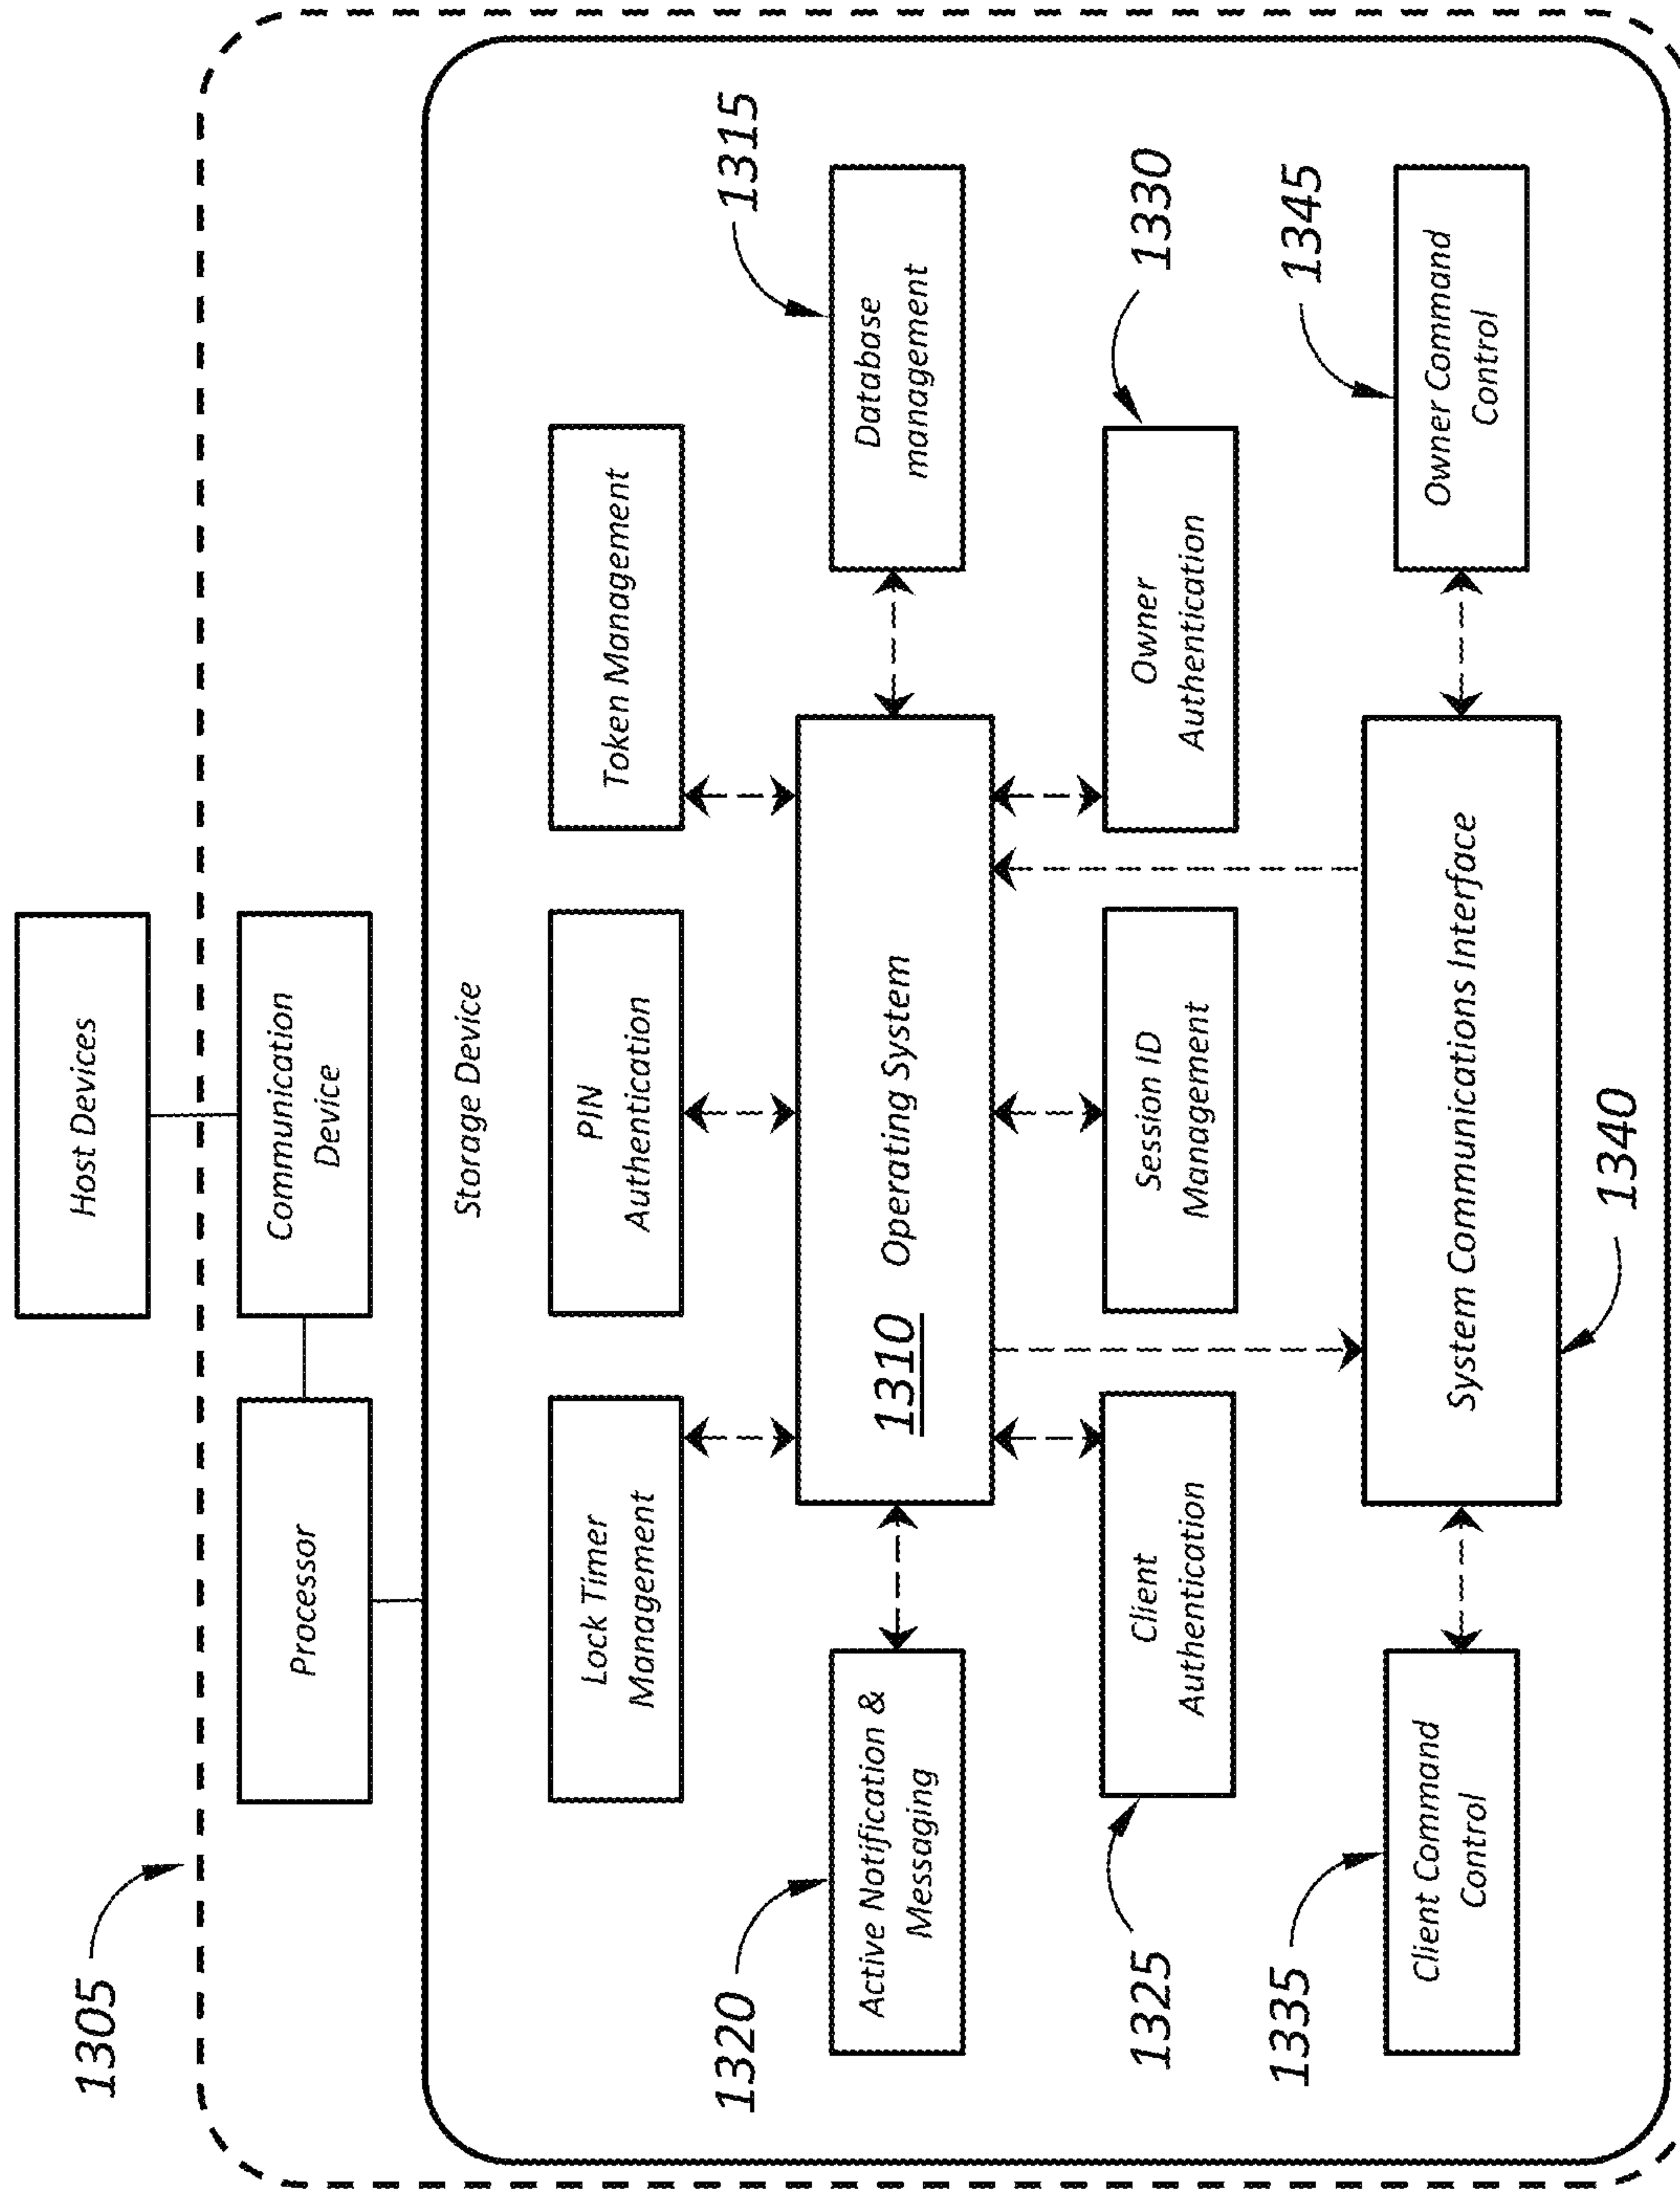 1305
Host Devices
Processor
Communication
Device
Storage Device
Lock Timer
Management
PIN
Authentication
Token Management
1320
Active Notification &
Messaging
1310 Operating System
Database
management
1315
1325
Client
Authentication
Session ID
Management
Owner
Authentication
1330
1335
Client Command
Control
System Communications Interface
1340
Owner Command
Control
1345